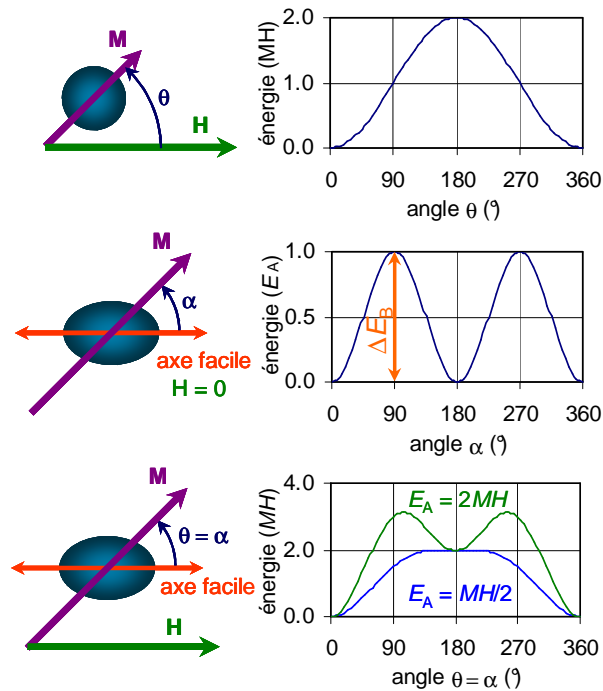 M
θ
H
énergie (MH)
2.0
1.0
0.0
0 90 180 270 360
angle θ (°)
M
α
axe facile
H = 0
énergie (EA)
1.0
0.5
0.0
ΔEB
0 90 180 270 360
angle α (°)
M
θ = α
axe facile
H
énergie (MH)
4.0
2.0
0.0
EA = 2MH
EA = MH/2
0 90 180 270 360
angle θ = α (°)